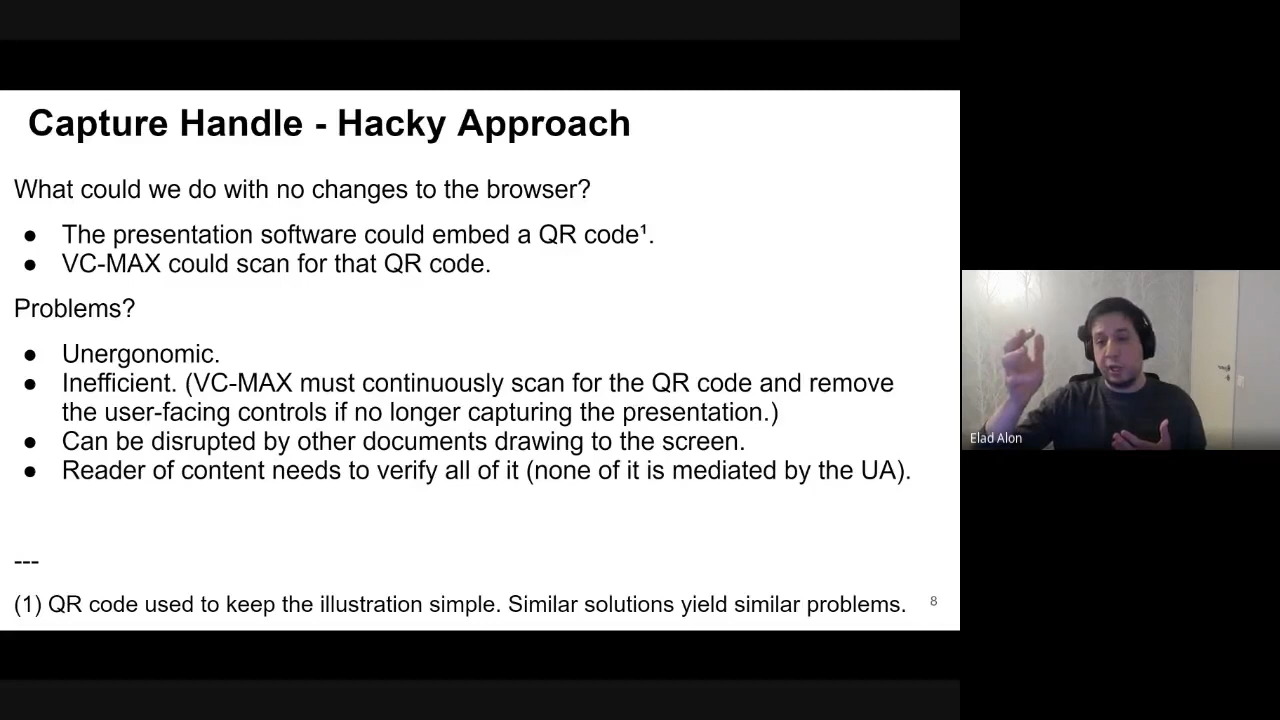 Capture Handle - Hacky Approach
What could we do with no changes to the browser?
● The presentation software could embed a QR code¹.
● VC-MAX could scan for that QR code.
Problems?
● Unergonomic.
● Inefficient. (VC-MAX must continuously scan for the QR code and remove
the user-facing controls if no longer capturing the presentation.)
● Can be disrupted by other documents drawing to the screen.
● Reader of content needs to verify all of it (none of it is mediated by the UA).
---
(1) QR code used to keep the illustration simple. Similar solutions yield similar problems.
8
Elad Alon